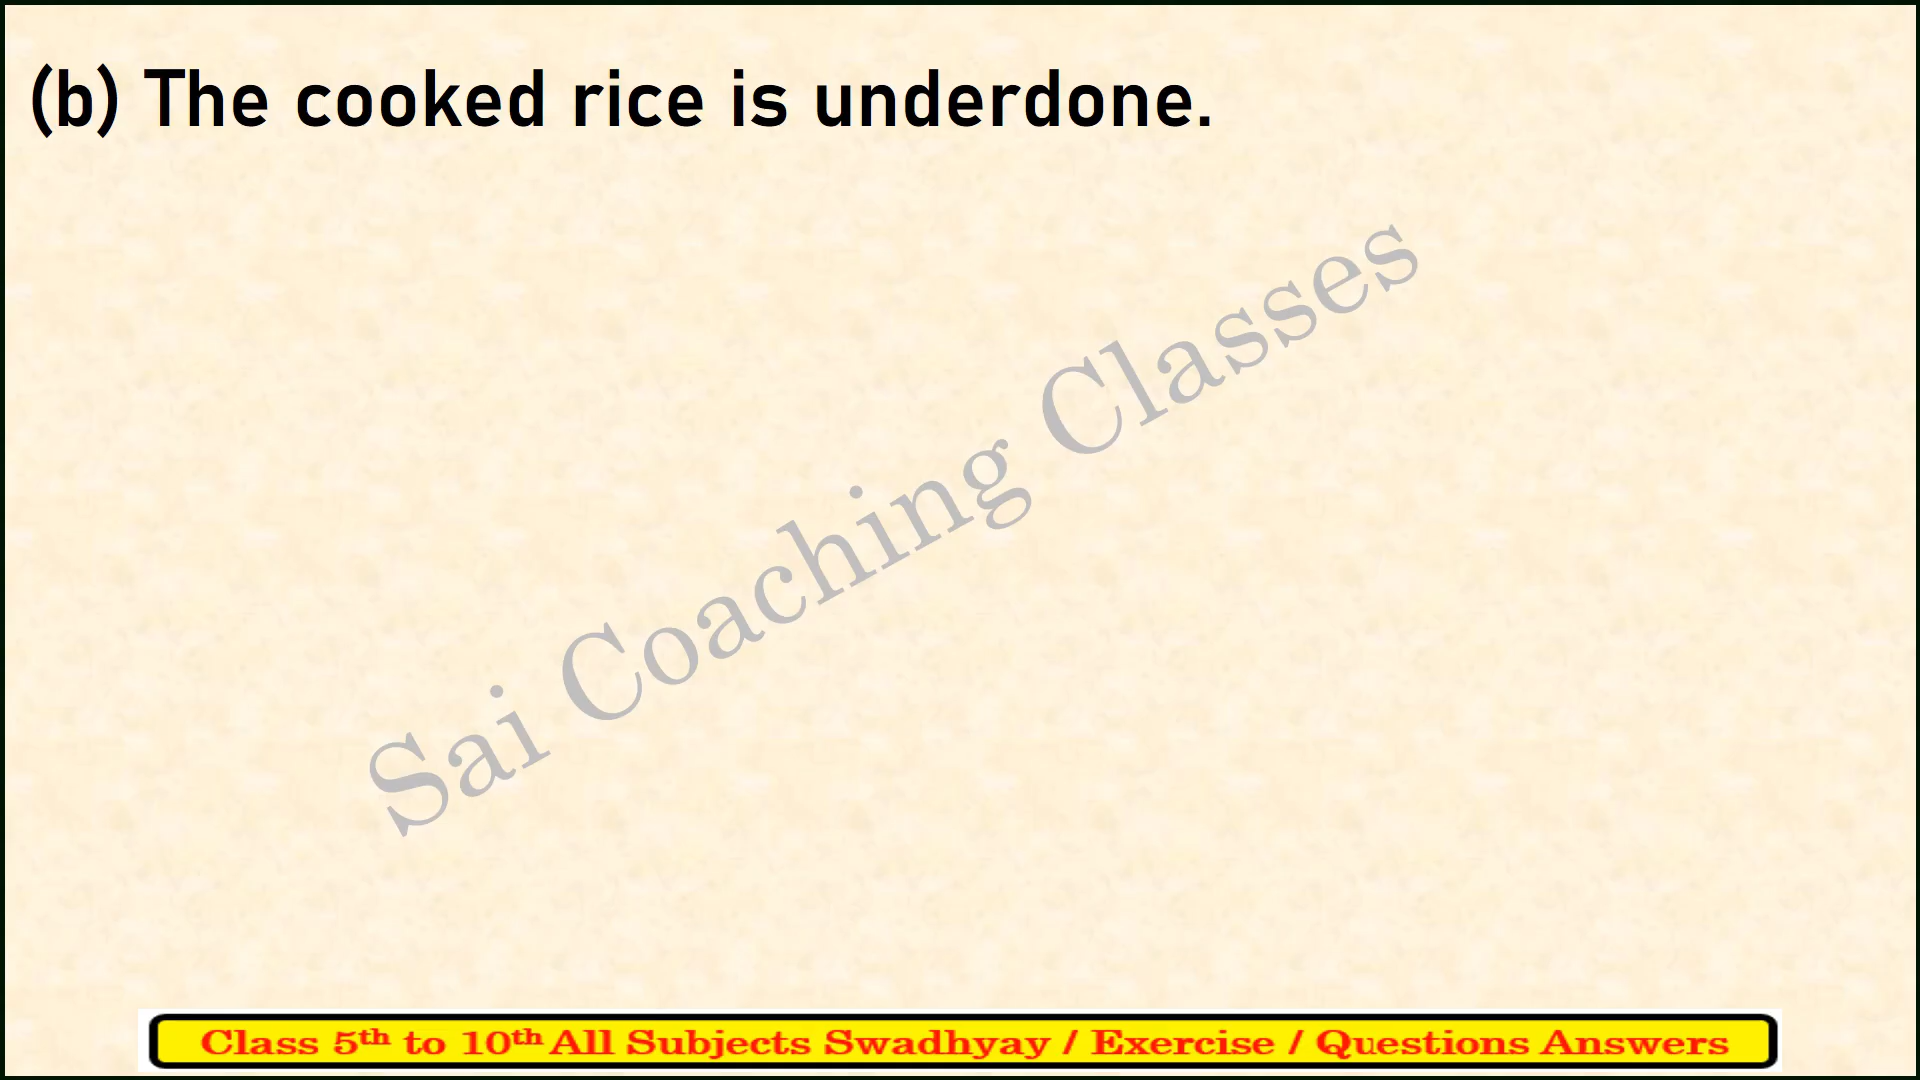 (b) The cooked rice is underdone.
Sai Coaching Classes
Class 5th to 10th All Subjects Swadhyay / Exercise / Questions Answers